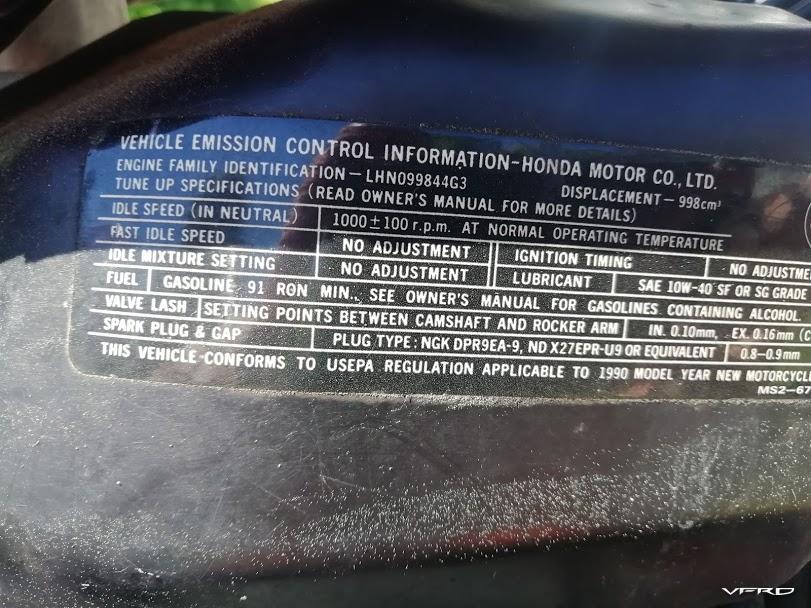 VEHICLE EMISSION CONTROL INFORMATION-HONDA MOTOR CO., LTD.
ENGINE FAMILY IDENTIFICATION - LHN099844G3 DISPLACEMENT - 998cm³
TUNE UP SPECIFICATIONS (READ OWNER'S MANUAL FOR MORE DETAILS)
IDLE SPEED (IN NEUTRAL) 1000±100 r.p.m. AT NORMAL OPERATING TEMPERATURE
FAST IDLE SPEED NO ADJUSTMENT IGNITION TIMING NO ADJUSTME
IDLE MIXTURE SETTING NO ADJUSTMENT LUBRICANT SAE 10W-40 SF OR SG GRADE
FUEL GASOLINE 91 RON MIN., SEE OWNER'S MANUAL FOR GASOLINES CONTAINING ALCOHOL.
VALVE LASH SETTING POINTS BETWEEN CAMSHAFT AND ROCKER ARM IN. 0.10mm, EX. 0.16mm (C
SPARK PLUG & GAP PLUG TYPE: NGK DPR9EA-9, ND X27EPR-U9 OR EQUIVALENT 0.8-0.9mm
THIS VEHICLE CONFORMS TO USEPA REGULATION APPLICABLE TO 1990 MODEL YEAR NEW MOTORCYCLE
MS2-67
VFRD